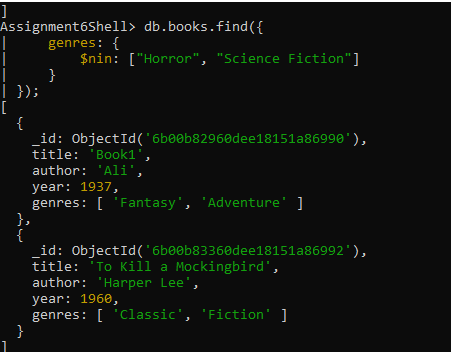 ]
Assignment6Shell> db.books.find({
|     genres: {
|         $nin: ["Horror", "Science Fiction"]
|     }
| });
[
  {
    _id: ObjectId('6b00b82960dee18151a86990'),
    title: 'Book1',
    author: 'Ali',
    year: 1937,
    genres: [ 'Fantasy', 'Adventure' ]
  },
  {
    _id: ObjectId('6b00b83360dee18151a86992'),
    title: 'To Kill a Mockingbird',
    author: 'Harper Lee',
    year: 1960,
    genres: [ 'Classic', 'Fiction' ]
  }
]